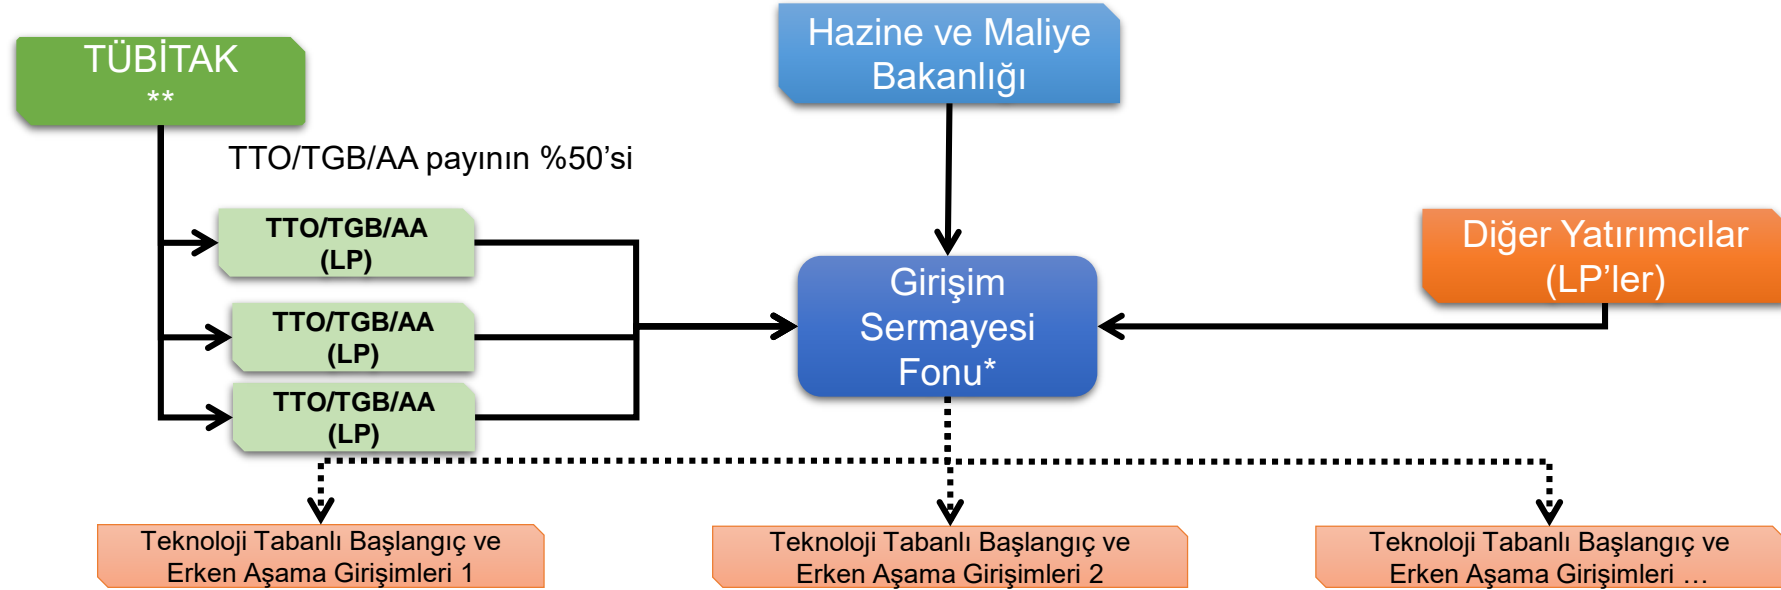 TÜBİTAK
**
Hazine ve Maliye
Bakanlığı
TTO/TGB/AA payının %50’si
TTO/TGB/AA
(LP)
TTO/TGB/AA
(LP)
TTO/TGB/AA
(LP)
Girişim
Sermayesi
Fonu*
Diğer Yatırımcılar
(LP’ler)
Teknoloji Tabanlı Başlangıç ve
Erken Aşama Girişimleri 1
Teknoloji Tabanlı Başlangıç ve
Erken Aşama Girişimleri 2
Teknoloji Tabanlı Başlangıç ve
Erken Aşama Girişimleri …